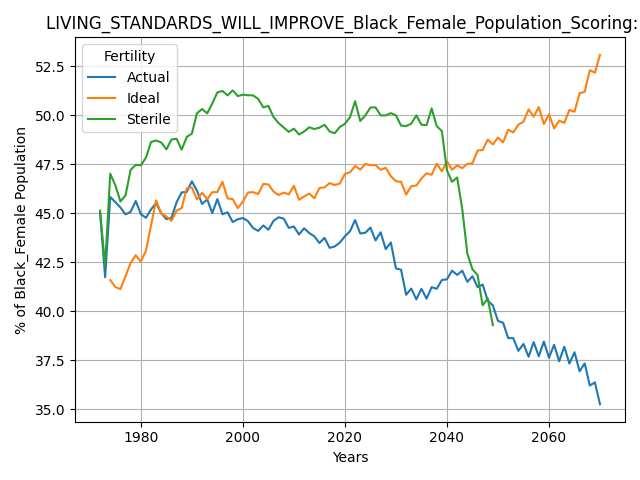 LIVING_STANDARDS_WILL_IMPROVE_Black_Female_Population_Scoring:
Fertility
Actual
Ideal
Sterile
% of Black_Female Population
52.5
50.0
47.5
45.0
42.5
40.0
37.5
35.0
1980
2000
2020
2040
2060
Years